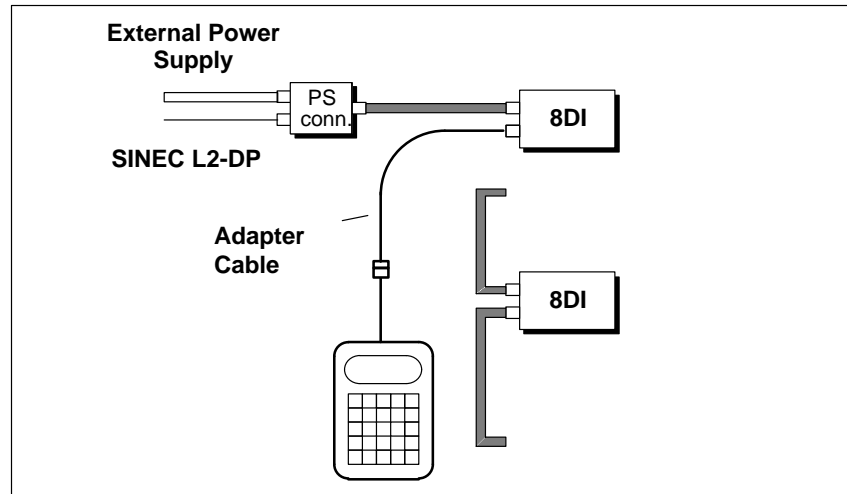 External Power
Supply
PS
conn.
8DI
SINEC L2-DP
Adapter
Cable
8DI